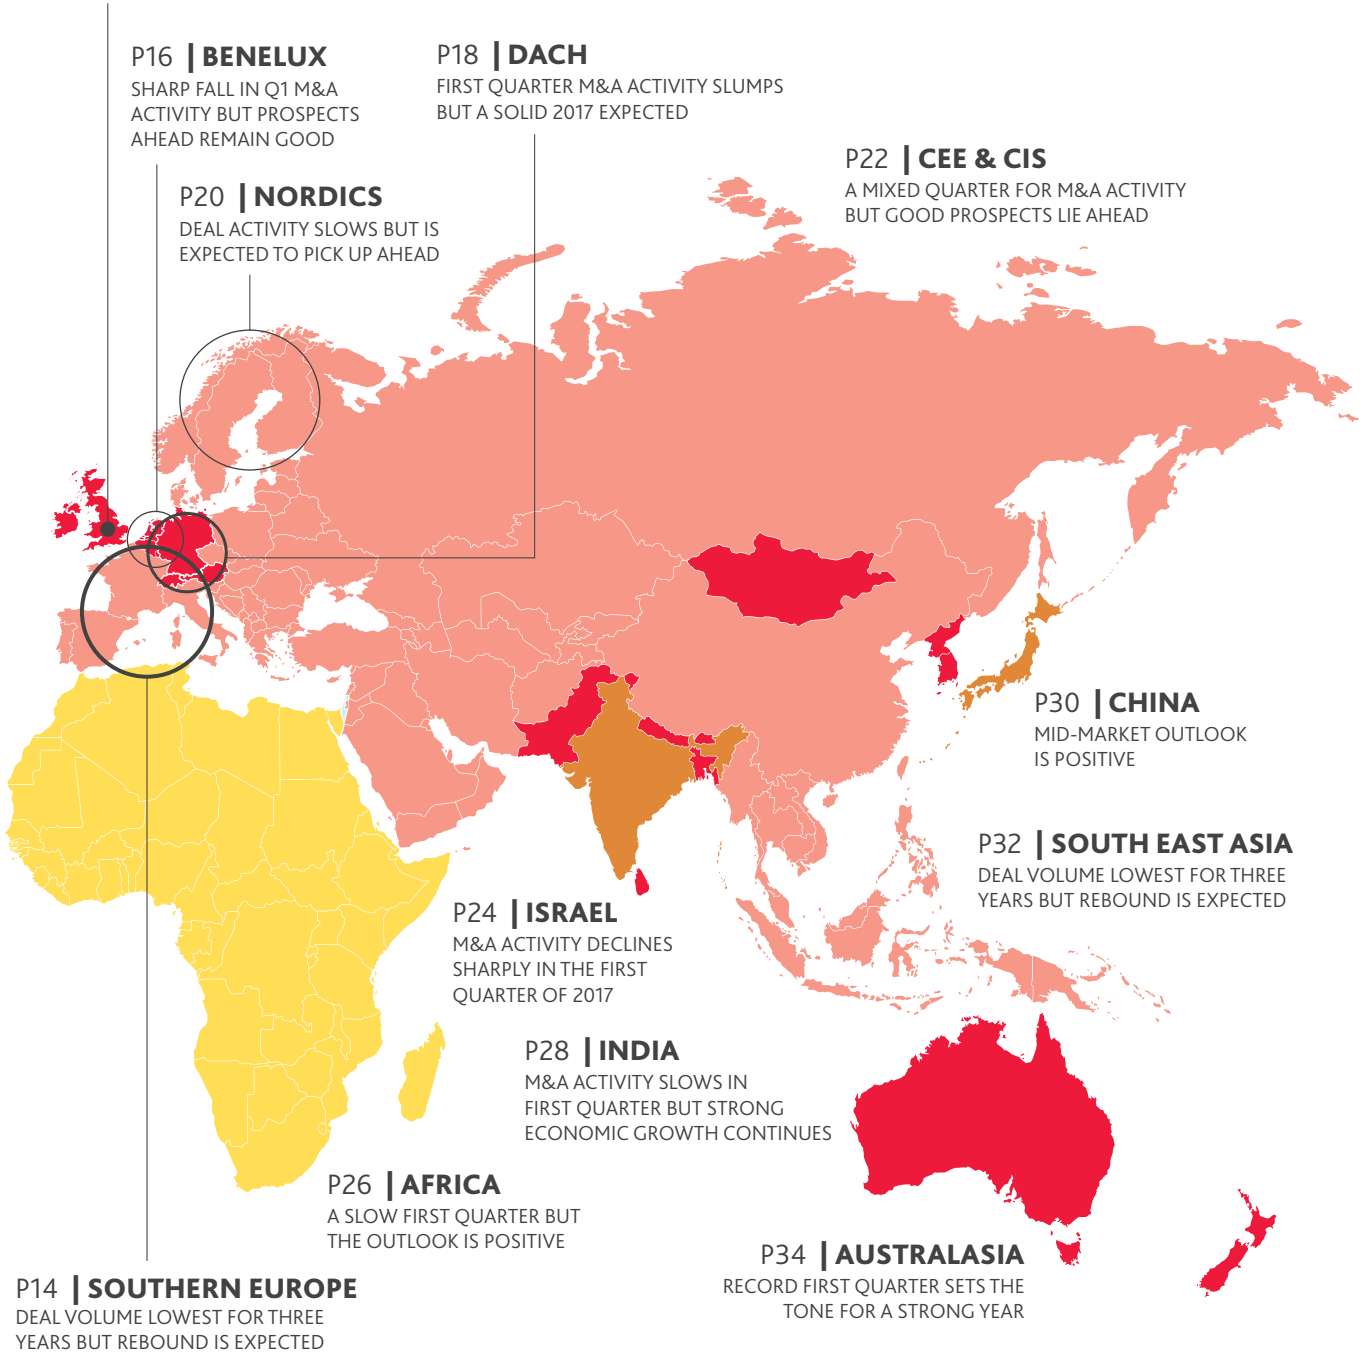 P16 | BENELUX
SHARP FALL IN Q1 M&A
ACTIVITY BUT PROSPECTS
AHEAD REMAIN GOOD
P18 | DACH
FIRST QUARTER M&A ACTIVITY SLUMPS
BUT A SOLID 2017 EXPECTED
P20 | NORDICS
DEAL ACTIVITY SLOWS BUT IS
EXPECTED TO PICK UP AHEAD
P22 | CEE & CIS
A MIXED QUARTER FOR M&A ACTIVITY
BUT GOOD PROSPECTS LIE AHEAD
P30 | CHINA
MID-MARKET OUTLOOK
IS POSITIVE
P32 | SOUTH EAST ASIA
DEAL VOLUME LOWEST FOR THREE
YEARS BUT REBOUND IS EXPECTED
P24 | ISRAEL
M&A ACTIVITY DECLINES
SHARPLY IN THE FIRST
QUARTER OF 2017
P28 | INDIA
M&A ACTIVITY SLOWS IN
FIRST QUARTER BUT STRONG
ECONOMIC GROWTH CONTINUES
P26 | AFRICA
A SLOW FIRST QUARTER BUT
THE OUTLOOK IS POSITIVE
P34 | AUSTRALASIA
RECORD FIRST QUARTER SETS THE
TONE FOR A STRONG YEAR
P14 | SOUTHERN EUROPE
DEAL VOLUME LOWEST FOR THREE
YEARS BUT REBOUND IS EXPECTED